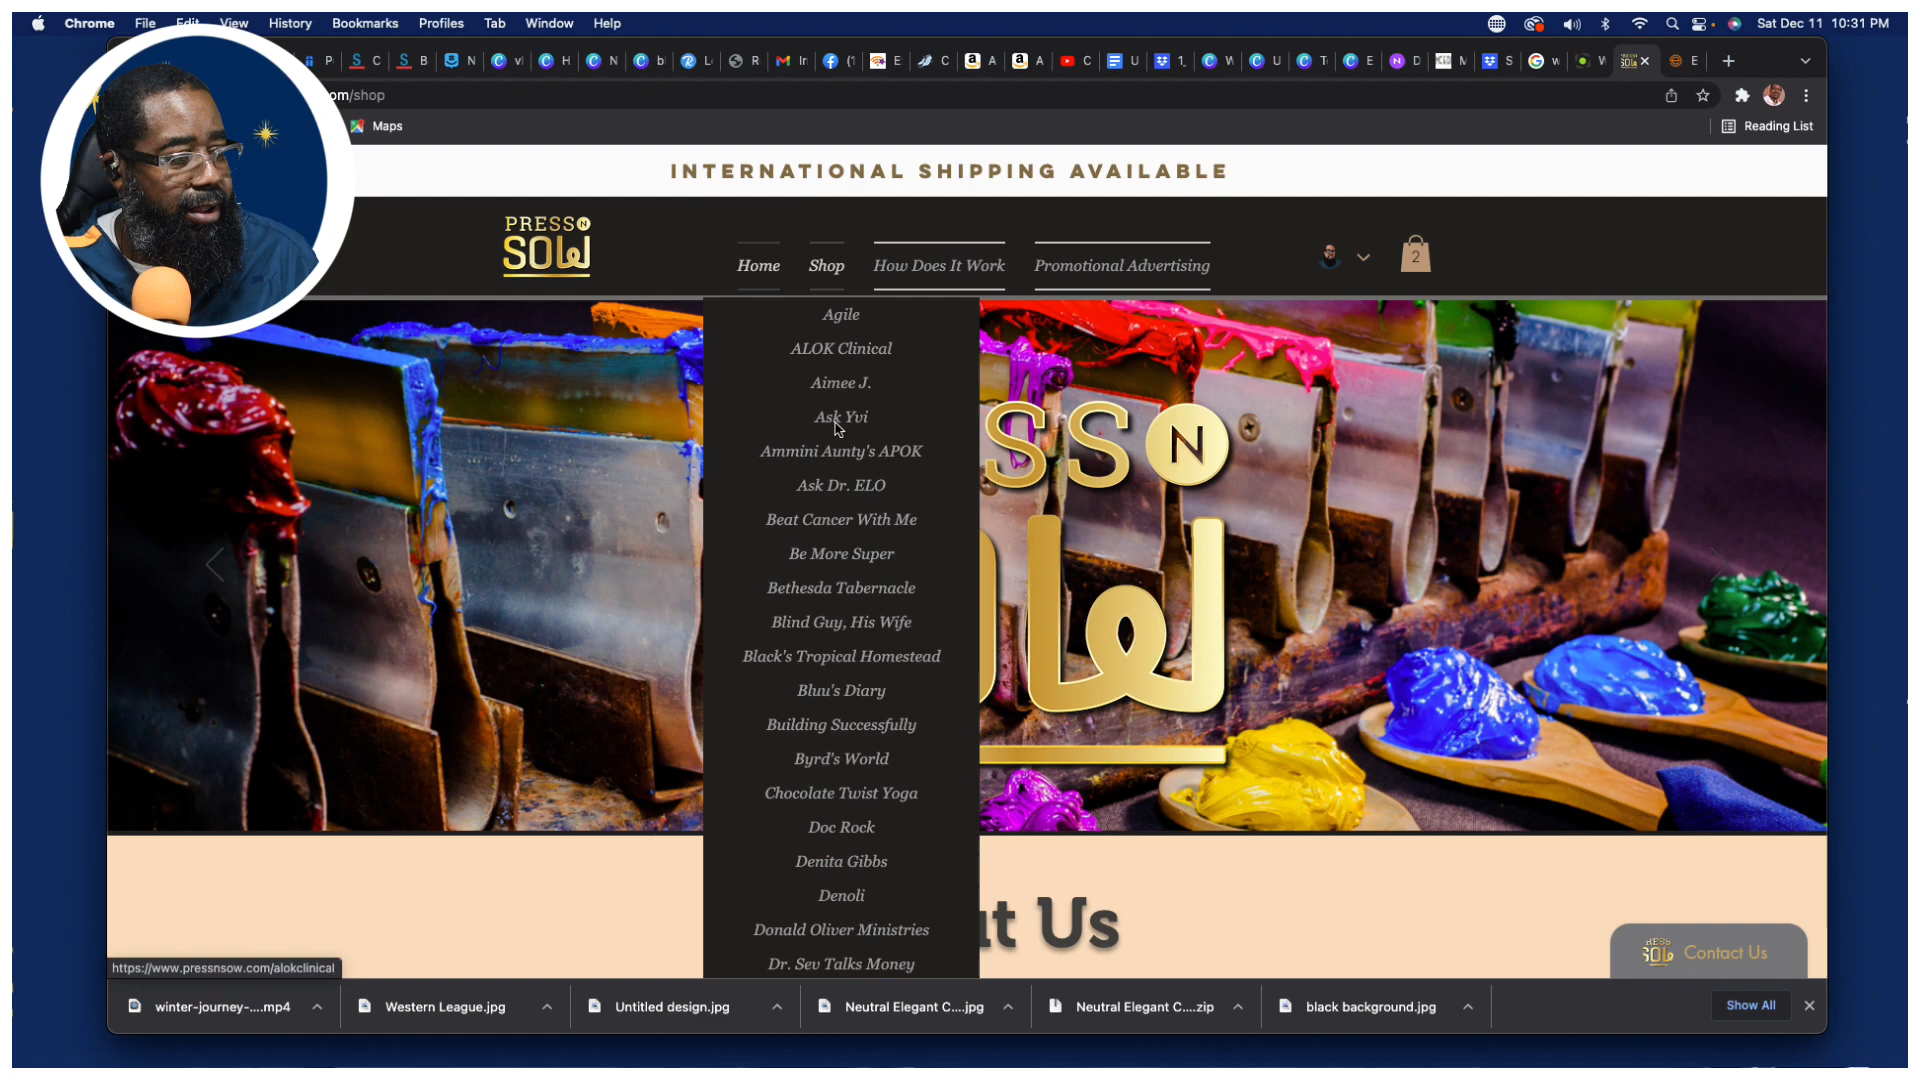 Chrome File Edit View History Bookmarks Profiles Tab Window Help
Sat Dec 11 10:31 PM
om/shop
Maps
Reading List
INTERNATIONAL SHIPPING AVAILABLE
PRESS N
SOW
Home Shop How Does It Work Promotional Advertising
2
Agile
ALOK Clinical
Aimee J.
Ask Yvi
Ammini Aunty's APOK
Ask Dr. ELO
Beat Cancer With Me
Be More Super
Bethesda Tabernacle
Blind Guy, His Wife
Black's Tropical Homestead
Bluu's Diary
Building Successfully
Byrd's World
Chocolate Twist Yoga
Doc Rock
Denita Gibbs
Denoli
Donald Oliver Ministries
Dr. Sev Talks Money
SS N
ut Us
Contact Us
https://www.pressnsow.com/alokclinical
winter-journey-....mp4
Western League.jpg
Untitled design.jpg
Neutral Elegant C....jpg
Neutral Elegant C....zip
black background.jpg
Show All